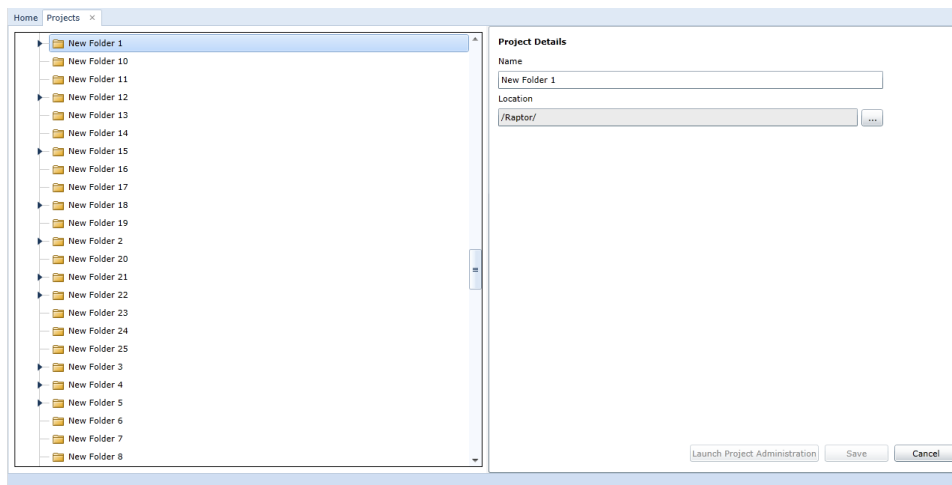 Home Projects ×
New Folder 1
New Folder 10
New Folder 11
New Folder 12
New Folder 13
New Folder 14
New Folder 15
New Folder 16
New Folder 17
New Folder 18
New Folder 19
New Folder 2
New Folder 20
New Folder 21
New Folder 22
New Folder 23
New Folder 24
New Folder 25
New Folder 3
New Folder 4
New Folder 5
New Folder 6
New Folder 7
New Folder 8
Project Details
Name
New Folder 1
Location
/Raptor/
...
Launch Project Administration Save Cancel